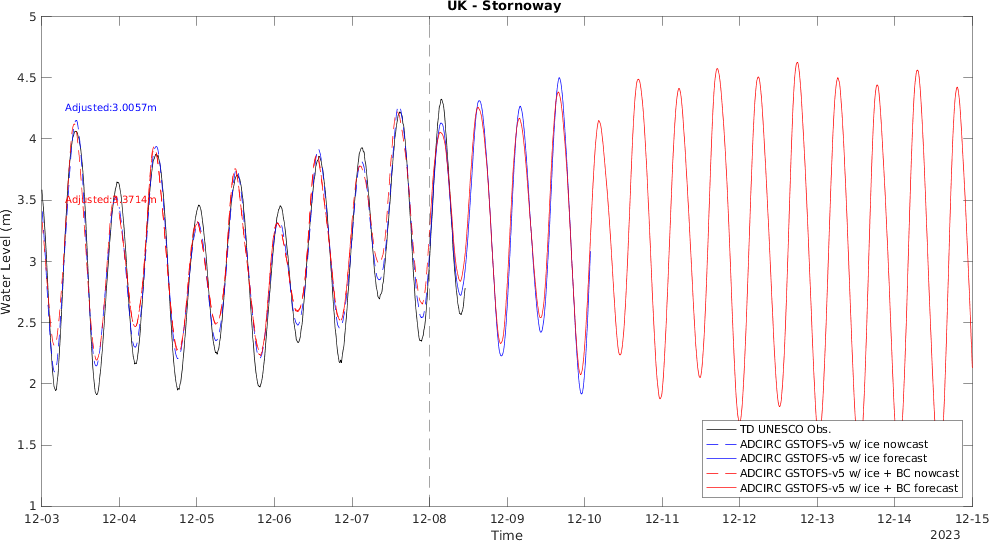 UK - Stornoway
5
4.5
4
3.5
3
2.5
2
1.5
1
Water Level (m)
Adjusted:3.0057m
Adjusted:3.3714m
TD UNESCO Obs.
ADCIRC GSTOFS-v5 w/ ice nowcast
ADCIRC GSTOFS-v5 w/ ice forecast
ADCIRC GSTOFS-v5 w/ ice + BC nowcast
ADCIRC GSTOFS-v5 w/ ice + BC forecast
12-03 12-04 12-05 12-06 12-07 12-08 12-09 12-10 12-11 12-12 12-13 12-14 12-15
Time
2023